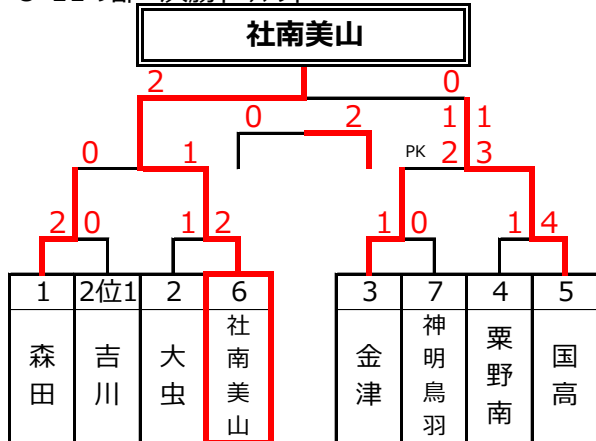 社南美山
2 0
0 2 1 1
0 1 PK 2 3
2 0 1 2 1 0 1 4
1 2位1 2 6 3 7 4 5
森田
吉川
大虫
社南美山
金津
神明鳥羽
粟野南
国高